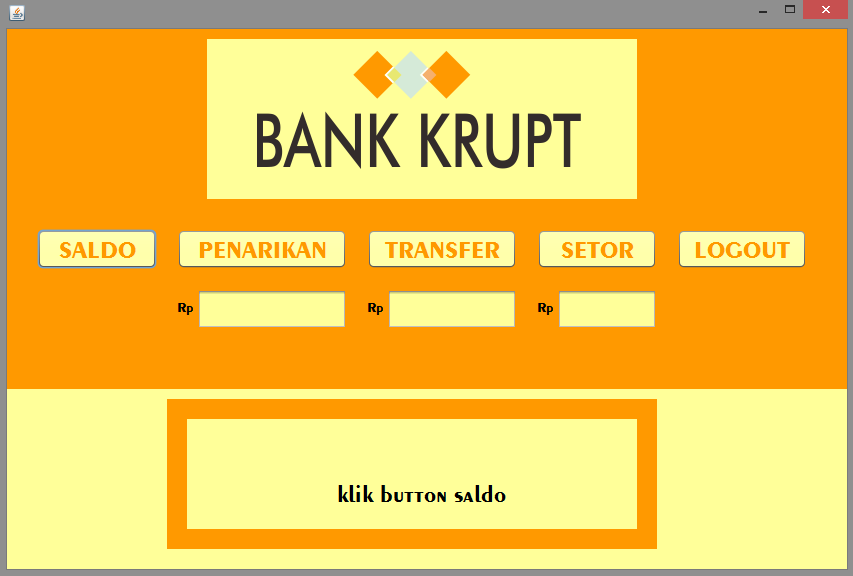 BANK KRUPT
SALDO PENARIKAN TRANSFER SETOR LOGOUT
Rp Rp Rp
klik button saldo